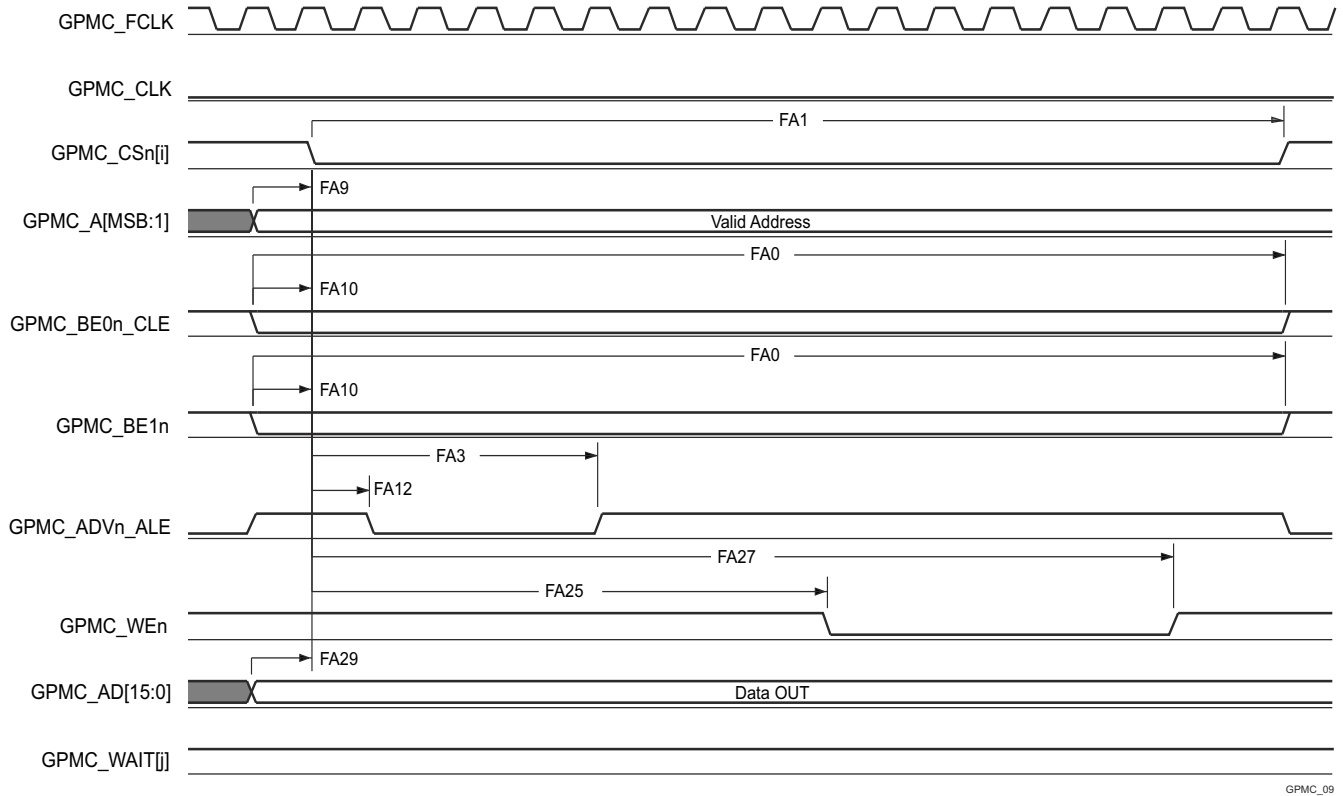 GPMC_FCLK
GPMC_CLK
FA1
GPMC_CSn[i]
FA9
GPMC_A[MSB:1]
Valid Address
FA0
FA10
GPMC_BE0n_CLE
FA0
FA10
GPMC_BE1n
FA3
FA12
GPMC_ADVn_ALE
FA27
FA25
GPMC_WEn
FA29
GPMC_AD[15:0]
Data OUT
GPMC_WAIT[j]
GPMC_09